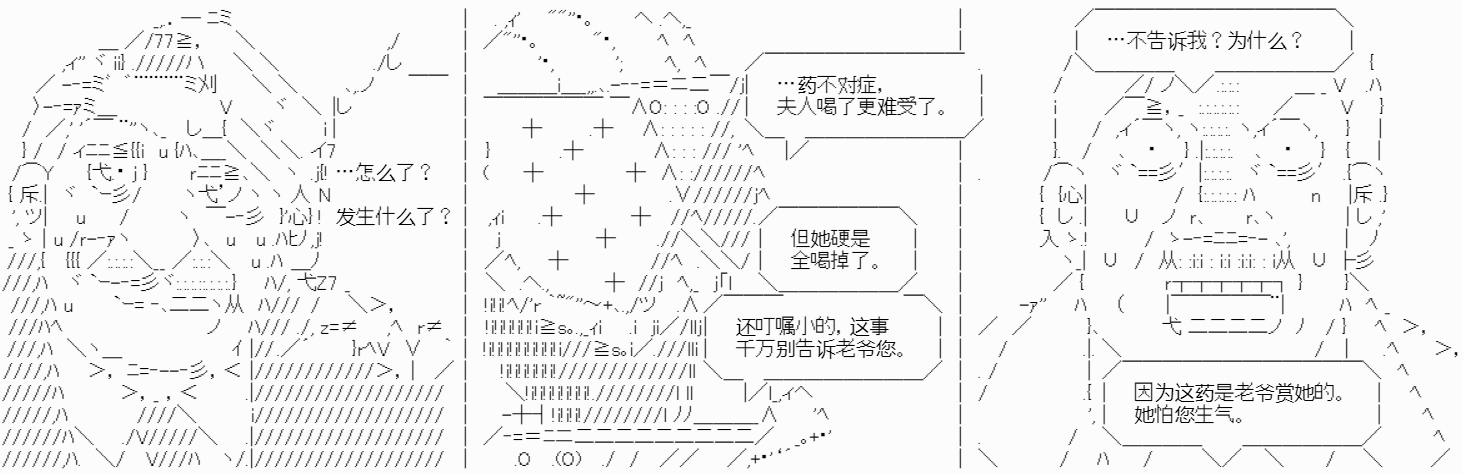 …怎么了？
发生什么了？
…药不对症，
夫人喝了更难受了。
但她硬是
全喝掉了。
还叮嘱小的，这事
千万别告诉老爷您。
…不告诉我？为什么？
因为这药是老爷赏她的。
她怕您生气。